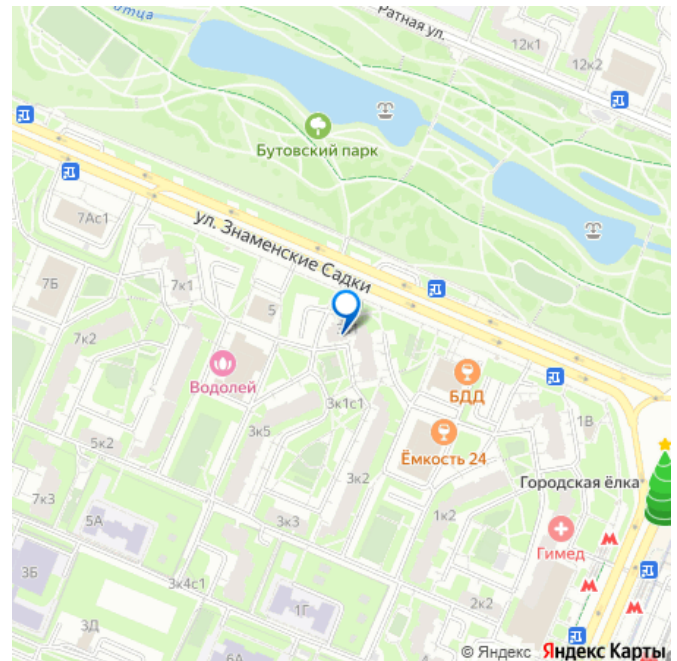 Ратная ул.
12к1
12к2
Бутовский парк
7Ас1
ул. Знаменские Садки
7Б
7к1
5
7к2
Водолей
БДД
3к1с1
1В
3к5
Ёмкость 24
5к2
3к2
Городская ёлка
7к3
5А
1к2
3к3
Гимед
3Б
3к4с1
1Г
2к2
3Д
6А
© Яндекс Яндекс Карты